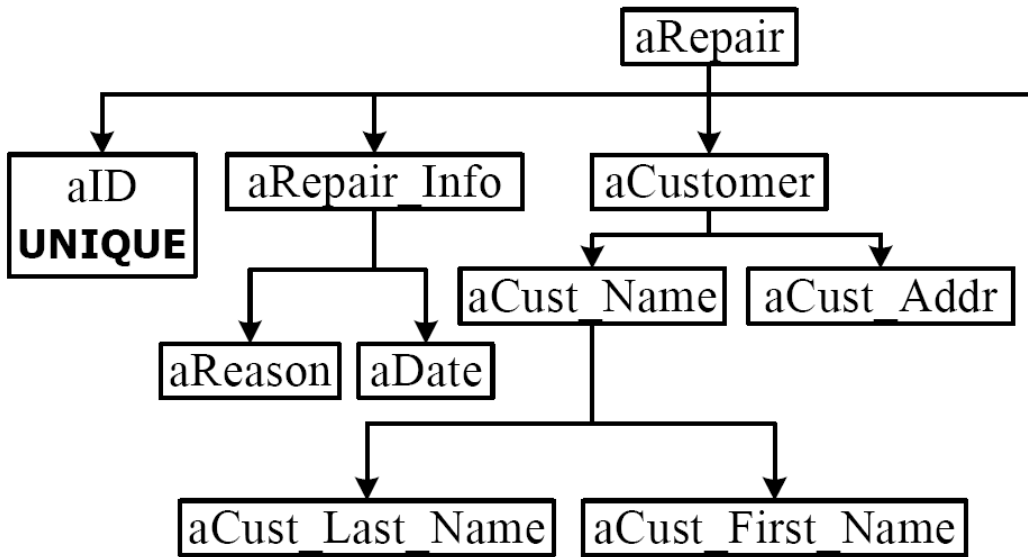 aRepair
aID
UNIQUE
aRepair_Info
aCustomer
aCust_Name
aCust_Addr
aReason
aDate
aCust_Last_Name
aCust_First_Name